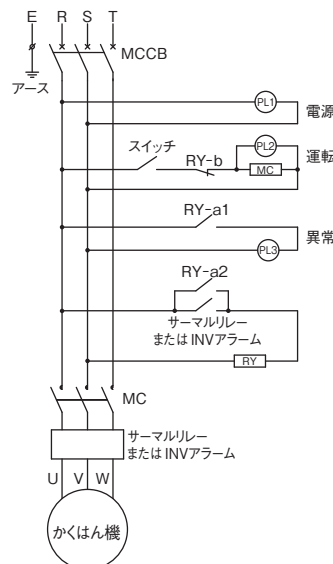 E R S T
MCCB
アース
PL1
電源
スイッチ
RY-b
PL2
MC
運転
RY-a1
異常
PL3
RY-a2
サーマルリレー
またはINVアラーム
RY
MC
サーマルリレー
またはINVアラーム
U V W
かくはん機